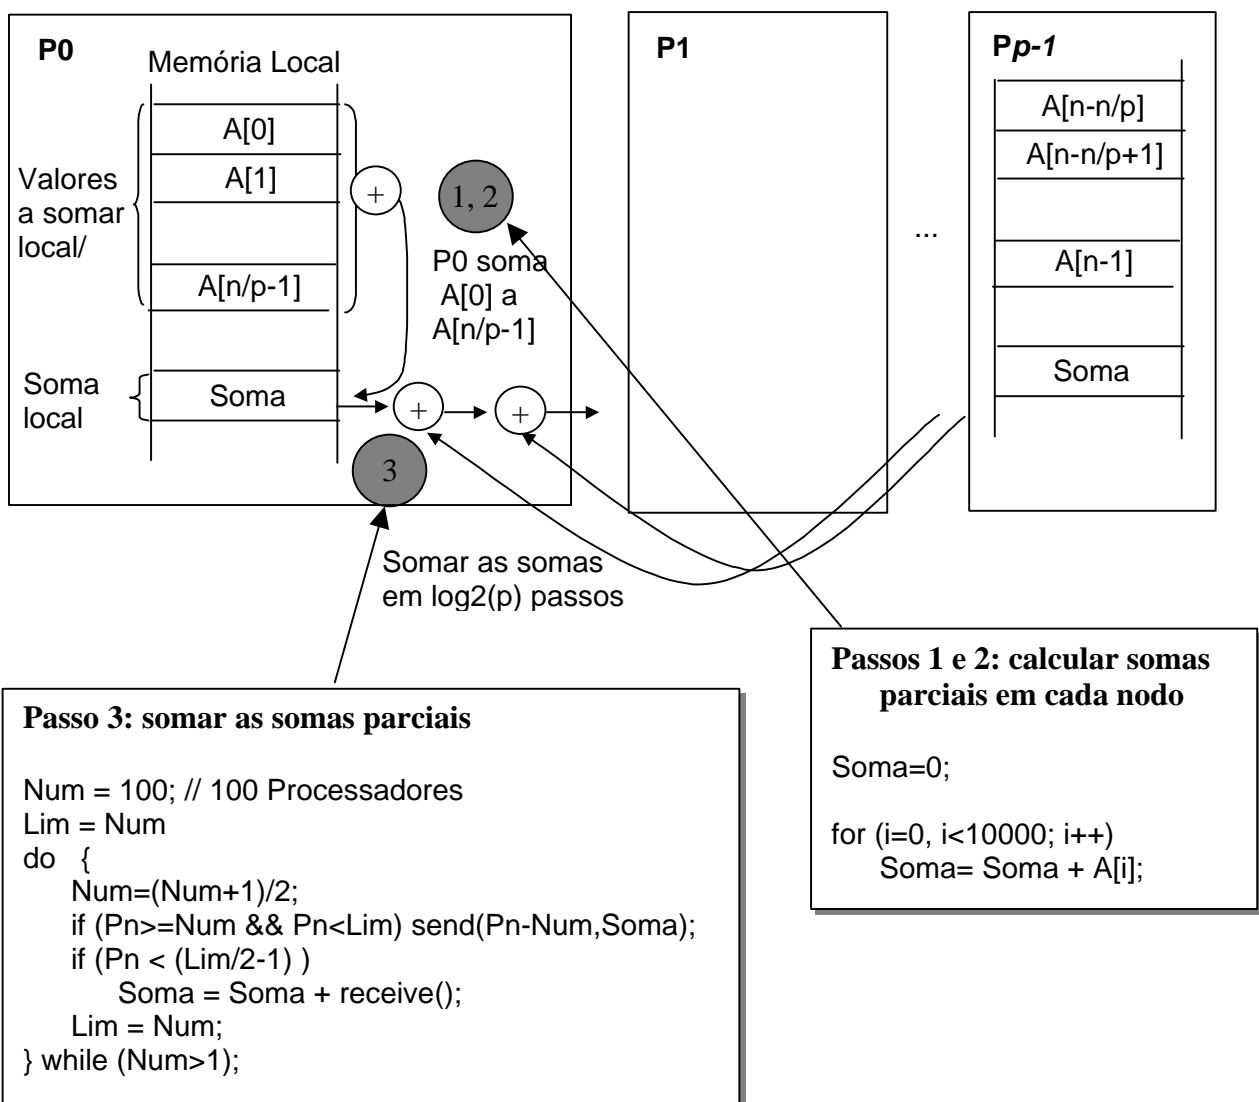 P0
Memória Local
A[0]
A[1]
A[n/p-1]
Valores
a somar
local/
+
1, 2
P0 soma
A[0] a
A[n/p-1]
Soma
local
Soma
+
+
3
Somar as somas
em log2(p) passos
P1
...
Pp-1
A[n-n/p]
A[n-n/p+1]
A[n-1]
Soma
Passo 3: somar as somas parciais
Num = 100; // 100 Processadores
Lim = Num
do {
Num=(Num+1)/2;
if (Pn>=Num && Pn<Lim) send(Pn-Num,Soma);
if (Pn < (Lim/2-1) )
Soma = Soma + receive();
Lim = Num;
} while (Num>1);
Passos 1 e 2: calcular somas
parciais em cada nodo
Soma=0;
for (i=0, i<10000; i++)
Soma= Soma + A[i];